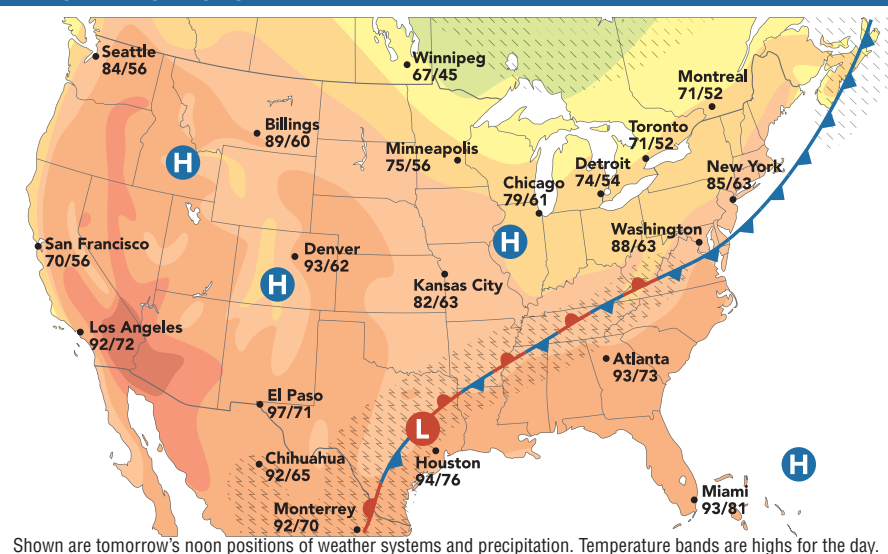 Seattle
84/56
Winnipeg
67/45
Montreal
71/52
Billings
89/60
Toronto
71/52
Minneapolis
75/56
Detroit
74/54
New York
85/63
Chicago
79/61
H
Washington
88/63
San Francisco
70/56
H
Denver
93/62
H
Kansas City
82/63
Los Angeles
92/72
Atlanta
93/73
El Paso
97/71
L
Chihuahua
92/65
Houston
94/76
H
Miami
93/81
Monterrey
92/70
Shown are tomorrow's noon positions of weather systems and precipitation. Temperature bands are highs for the day.